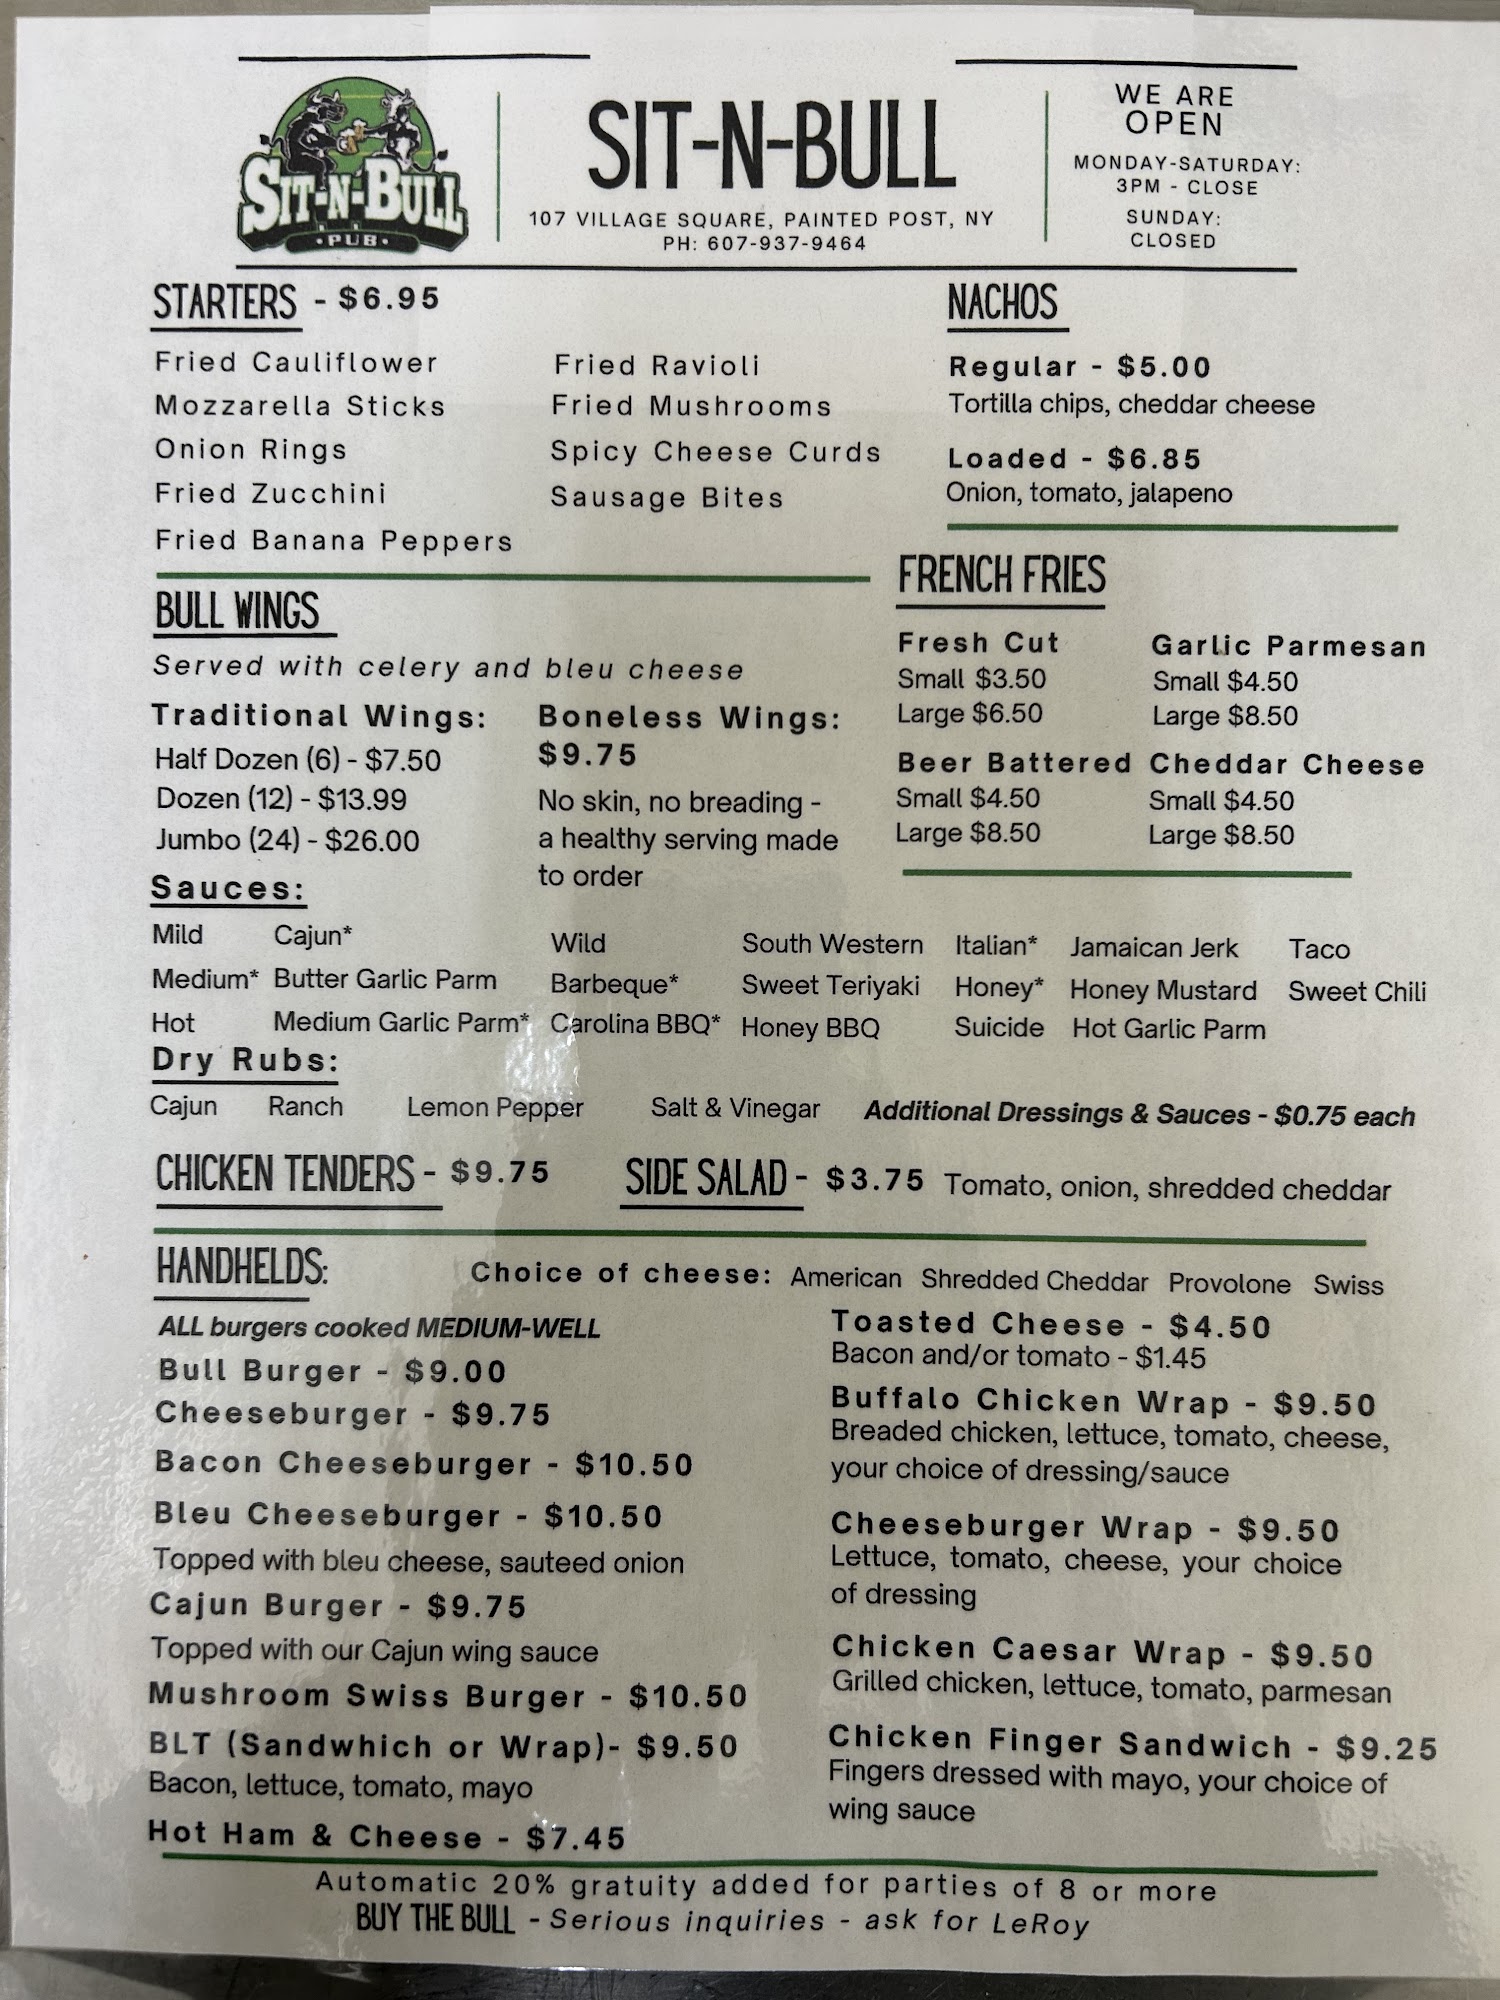 SIT-N-BULL
·PUB·
SIT-N-BULL
107 VILLAGE SQUARE, PAINTED POST, NY
PH: 607-937-9464
WE ARE
OPEN
MONDAY-SATURDAY:
3PM - CLOSE
SUNDAY:
CLOSED
STARTERS - $6.95
Fried Cauliflower
Mozzarella Sticks
Onion Rings
Fried Zucchini
Fried Banana Peppers
Fried Ravioli
Fried Mushrooms
Spicy Cheese Curds
Sausage Bites
NACHOS
Regular - $5.00
Tortilla chips, cheddar cheese
Loaded - $6.85
Onion, tomato, jalapeno
BULL WINGS
Served with celery and bleu cheese
Traditional Wings:
Half Dozen (6) - $7.50
Dozen (12) - $13.99
Jumbo (24) - $26.00
Boneless Wings:
$9.75
No skin, no breading -
a healthy serving made
to order
FRENCH FRIES
Fresh Cut
Small $3.50
Large $6.50
Garlic Parmesan
Small $4.50
Large $8.50
Beer Battered
Small $4.50
Large $8.50
Cheddar Cheese
Small $4.50
Large $8.50
Sauces:
Mild Cajun* Wild South Western Italian* Jamaican Jerk Taco
Medium* Butter Garlic Parm Barbeque* Sweet Teriyaki Honey* Honey Mustard Sweet Chili
Hot Medium Garlic Parm* Carolina BBQ* Honey BBQ Suicide Hot Garlic Parm
Dry Rubs:
Cajun Ranch Lemon Pepper Salt & Vinegar Additional Dressings & Sauces - $0.75 each
CHICKEN TENDERS - $9.75
SIDE SALAD - $3.75 Tomato, onion, shredded cheddar
HANDHELDS:
Choice of cheese: American Shredded Cheddar Provolone Swiss
ALL burgers cooked MEDIUM-WELL
Bull Burger - $9.00
Cheeseburger - $9.75
Bacon Cheeseburger - $10.50
Bleu Cheeseburger - $10.50
Topped with bleu cheese, sauteed onion
Cajun Burger - $9.75
Topped with our Cajun wing sauce
Mushroom Swiss Burger - $10.50
BLT (Sandwhich or Wrap)- $9.50
Bacon, lettuce, tomato, mayo
Hot Ham & Cheese - $7.45
Toasted Cheese - $4.50
Bacon and/or tomato - $1.45
Buffalo Chicken Wrap - $9.50
Breaded chicken, lettuce, tomato, cheese,
your choice of dressing/sauce
Cheeseburger Wrap - $9.50
Lettuce, tomato, cheese, your choice
of dressing
Chicken Caesar Wrap - $9.50
Grilled chicken, lettuce, tomato, parmesan
Chicken Finger Sandwich - $9.25
Fingers dressed with mayo, your choice of
wing sauce
Automatic 20% gratuity added for parties of 8 or more
BUY THE BULL - Serious inquiries - ask for LeRoy